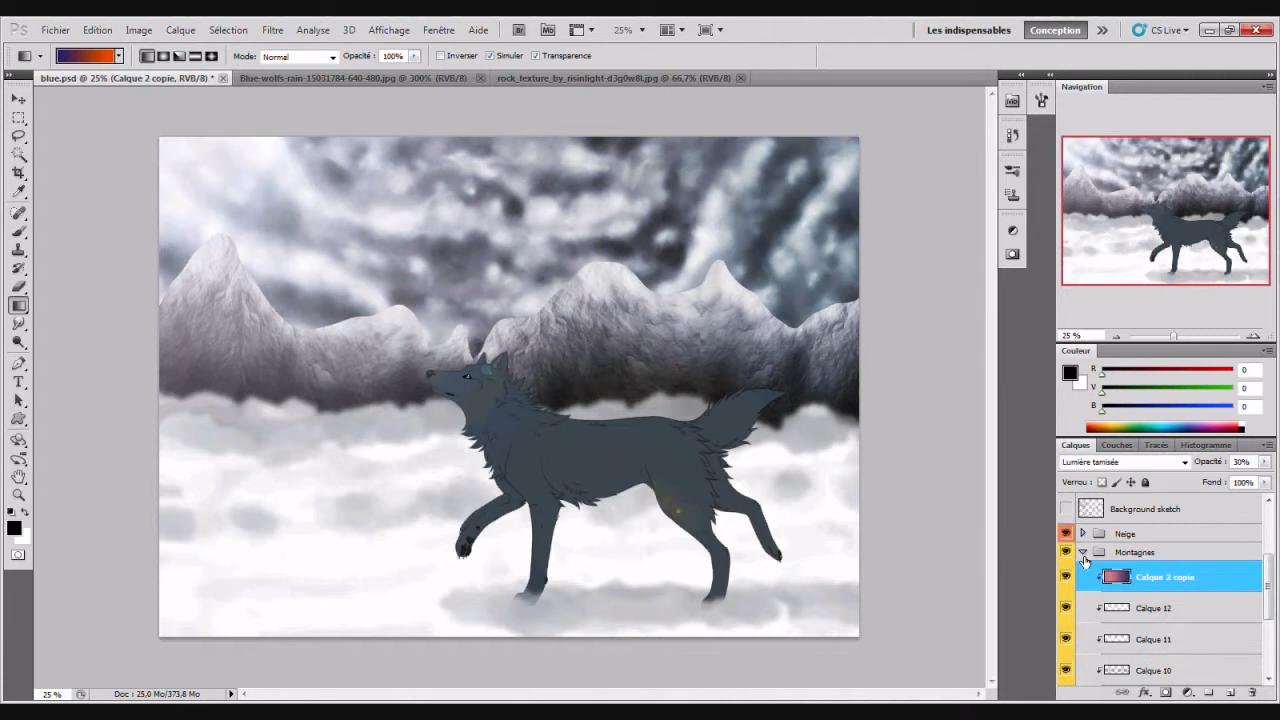 Ps Fichier Edition Image Calque Sélection Filtre Analyse 3D Affichage Fenêtre Aide Br Mb 25% Les indispensables Conception CS Live
Mode: Normal Opacité : 100% Inverser Simuler Transparence
blue.psd @ 25% (Calque 2 copie, RVB/8) * Blue-wolfs-rain-15031784-640-480.jpg @ 300% (RVB/8) rock_texture_by_risinlight-d3g0w8l.jpg @ 66,7% (RVB/8)
Navigation
25 %
Couleur
R 0
V 0
B 0
Calques Couches Tracés Histogramme
Lumière tamisée Opacité : 30%
Verrou : Fond : 100%
Background sketch
Neige
Montagnes
Calque 2 copie
Calque 12
Calque 11
Calque 10
25 % Doc : 25,0 Mo/373,8 Mo